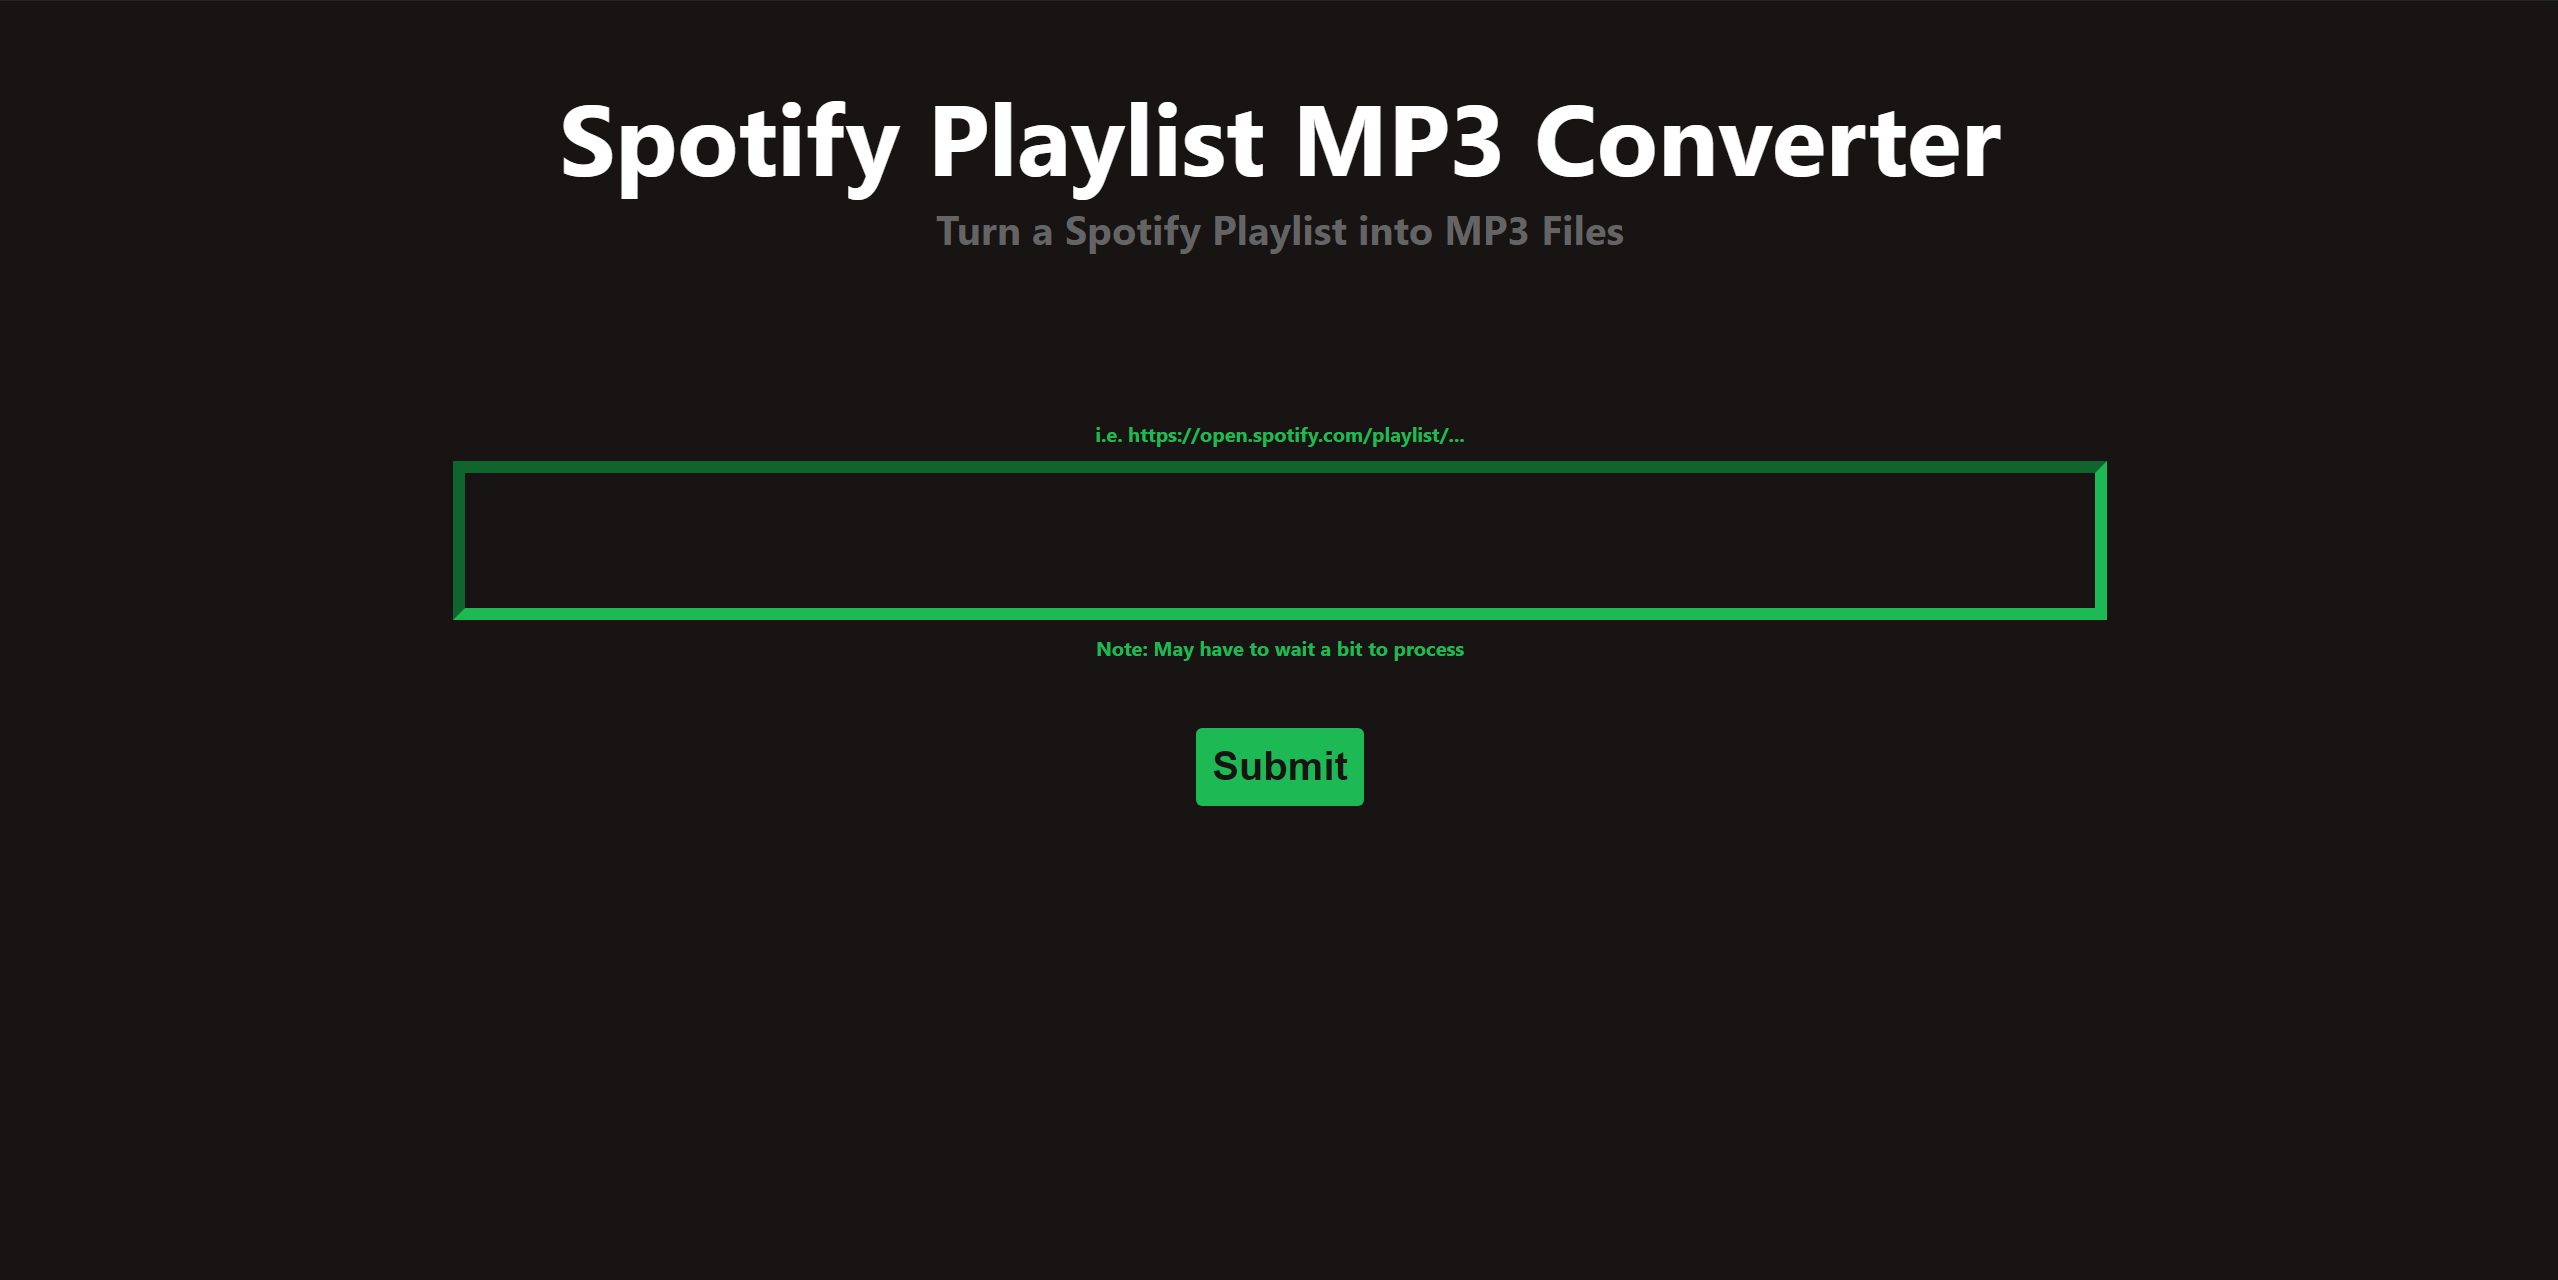 Spotify Playlist MP3 Converter
Turn a Spotify Playlist into MP3 Files
i.e. https://open.spotify.com/playlist/...
Note: May have to wait a bit to process
Submit